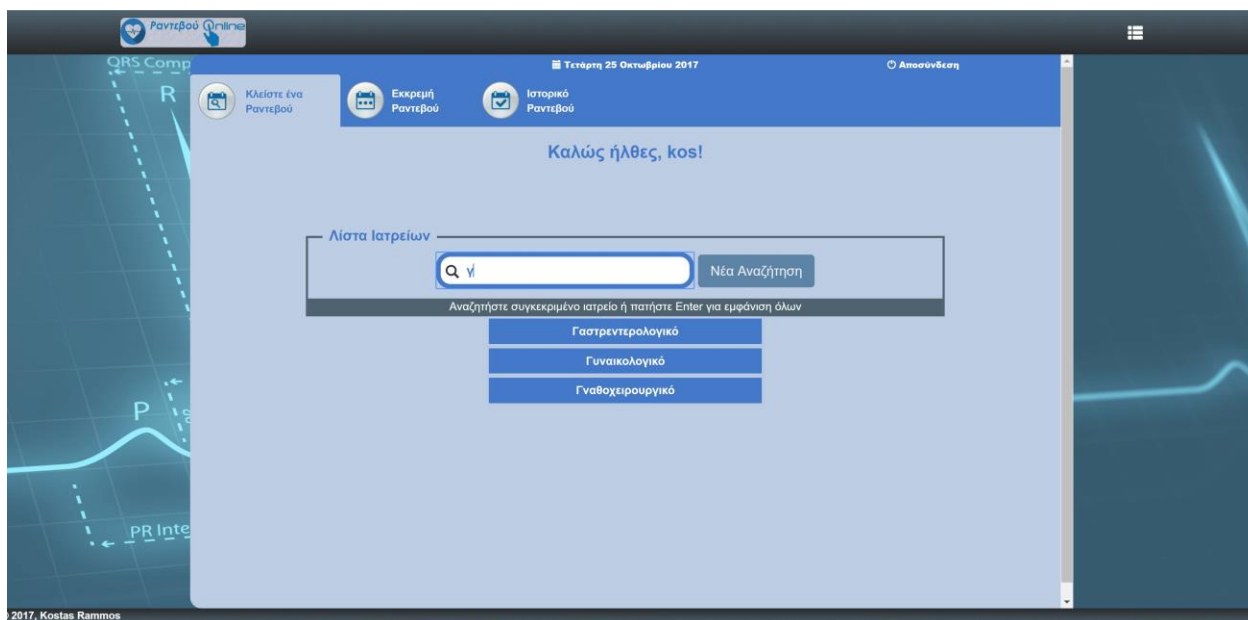 Ραντεβού Online
Τετάρτη 25 Οκτωβρίου 2017
Αποσύνδεση
QRS Comp
R
Κλείστε ένα
Ραντεβού
Εκκρεμή
Ραντεβού
Ιστορικό
Ραντεβού
Καλώς ήλθες, kos!
Λίστα Ιατρείων
γ
Νέα Αναζήτηση
Αναζητήστε συγκεκριμένο ιατρείο ή πατήστε Enter για εμφάνιση όλων
Γαστρεντερολογικό
Γυναικολογικό
Γναθοχειρουργικό
P
PR Inte
2017, Kostas Rammos